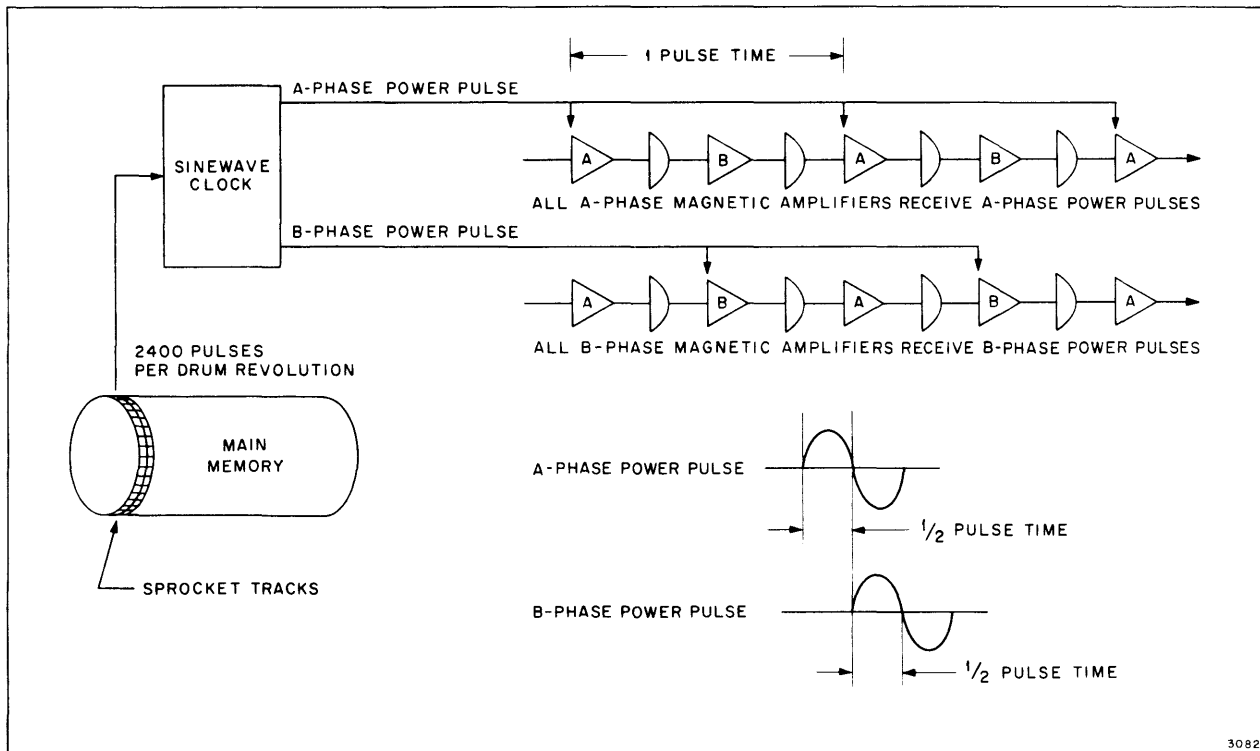 1 PULSE TIME
A-PHASE POWER PULSE
SINEWAVE
CLOCK
A B A B A
ALL A-PHASE MAGNETIC AMPLIFIERS RECEIVE A-PHASE POWER PULSES
B-PHASE POWER PULSE
A B A B A
ALL B-PHASE MAGNETIC AMPLIFIERS RECEIVE B-PHASE POWER PULSES
2400 PULSES
PER DRUM REVOLUTION
MAIN
MEMORY
SPROCKET TRACKS
A-PHASE POWER PULSE
1/2 PULSE TIME
B-PHASE POWER PULSE
1/2 PULSE TIME
3082